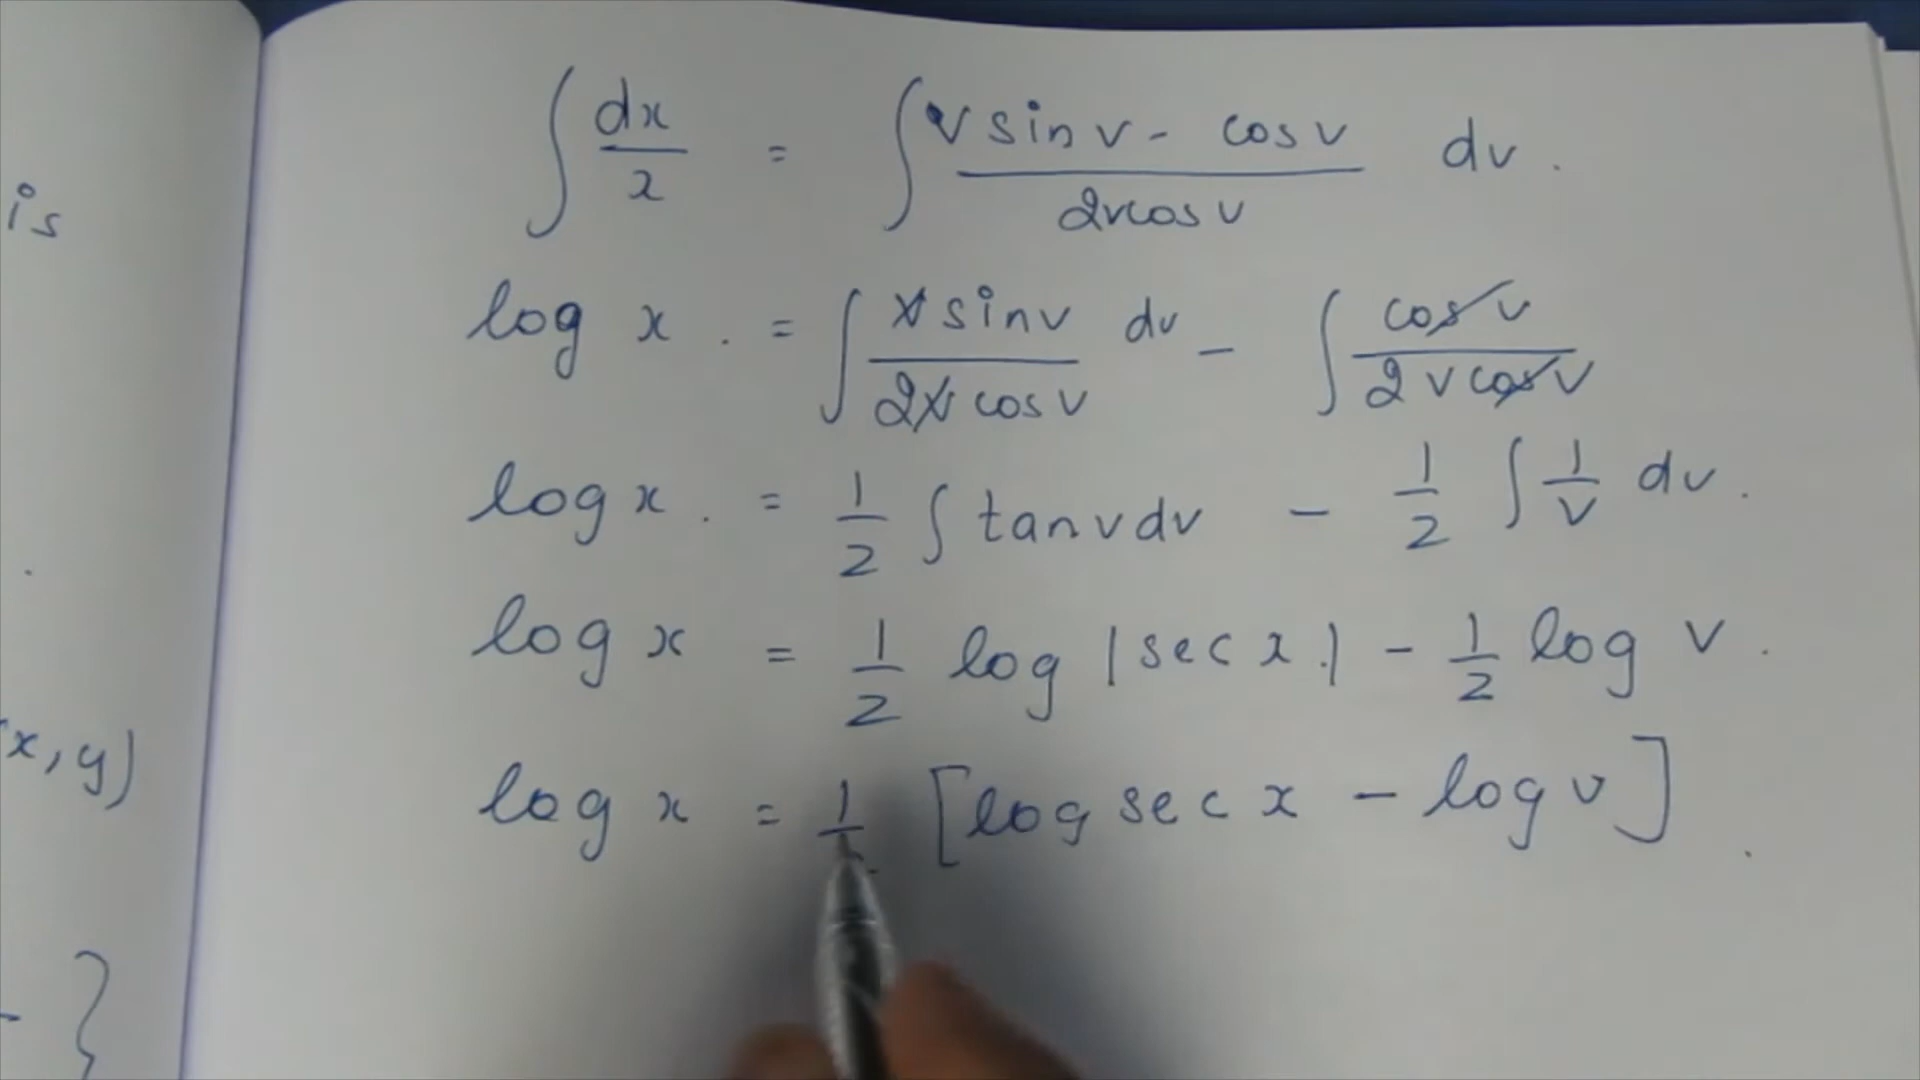 is
x, y)
- }
∫ dx/x = ∫ (v sin v - cos v)/(2v cos v) dv.
log x . = ∫ (v sin v)/(2v cos v) dv - ∫ (cos v)/(2 v cos v)
log x . = 1/2 ∫ tan v dv - 1/2 ∫ 1/v dv.
log x = 1/2 log |sec x.| - 1/2 log v.
log x = 1/ [log sec x - log v]